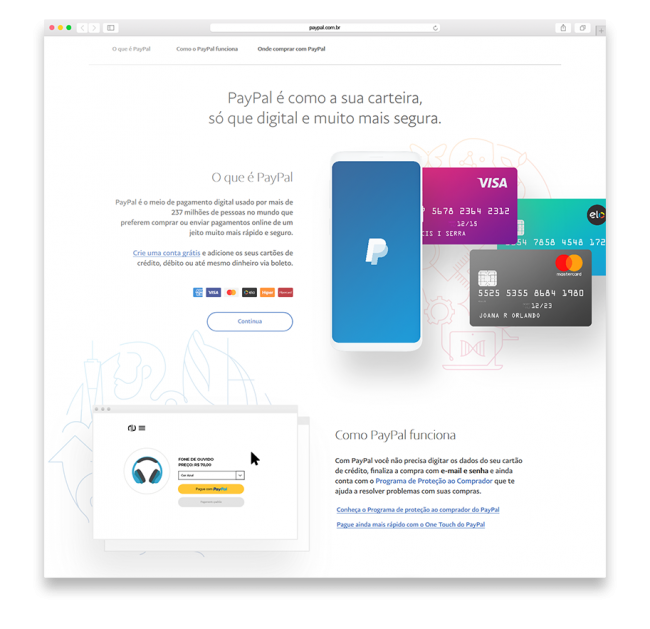 paypal.com.br
O que é PayPal
Como o PayPal funciona
Onde comprar com PayPal
PayPal é como a sua carteira,
só que digital e muito mais segura.
O que é PayPal
PayPal é o meio de pagamento digital usado por mais de
237 milhões de pessoas no mundo que
preferem comprar ou enviar pagamentos online de um
jeito muito mais rápido e seguro.
Crie uma conta grátis e adicione os seus cartões de
crédito, débito ou até mesmo dinheiro via boleto.
VISA
elo
hiper
Continua
VISA
5678 2364 2312
12/15
CIS I SERRA
elo
54 7858 4548 172
mastercard
5525 5355 8684 1980
12/23
JOANA R ORLANDO
FONE DE OUVIDO
PREÇO: R$ 70,00
Pague com PayPal
Como PayPal funciona
Com PayPal você não precisa digitar os dados do seu cartão
de crédito, finaliza a compra com e-mail e senha e ainda
conta com o Programa de Proteção ao Comprador que te
ajuda a resolver problemas com suas compras.
Conheça o Programa de proteção ao comprador do PayPal
Pague ainda mais rápido com o One Touch do PayPal